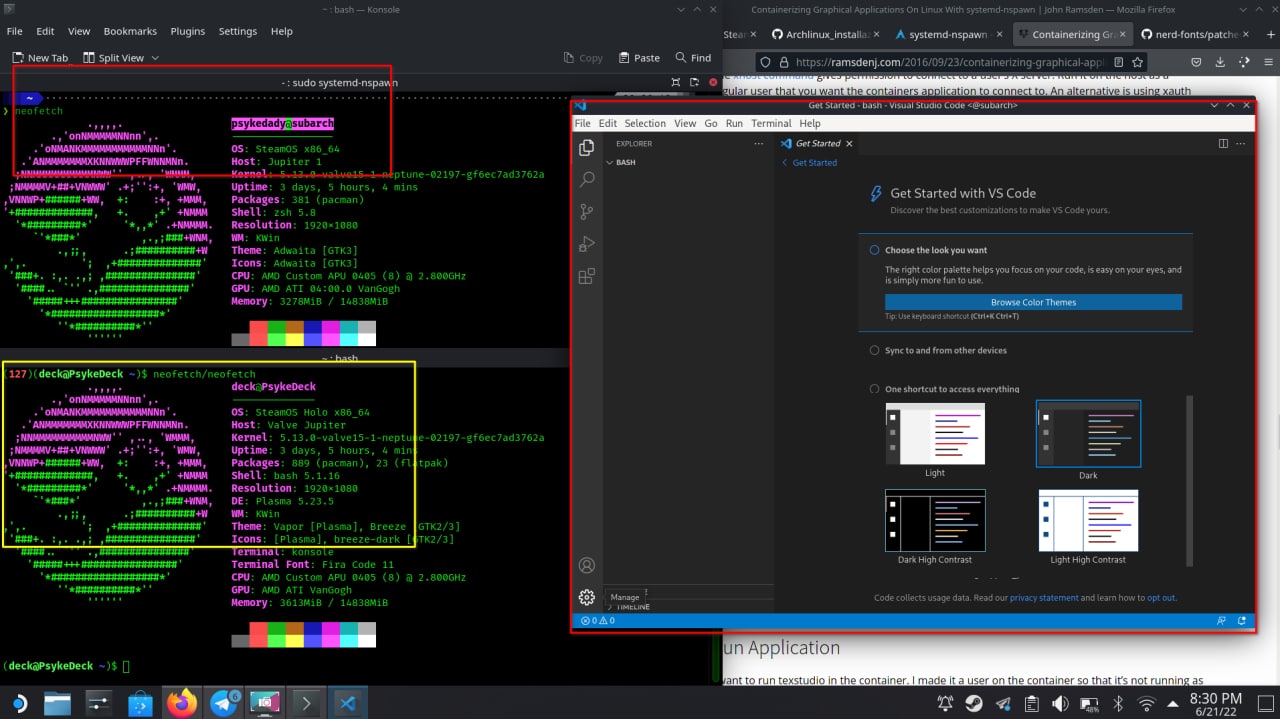 ~ : bash — Konsole
File Edit View Bookmarks Plugins Settings Help
New Tab Split View Copy Paste Find
~ : sudo systemd-nspawn
~
❯ neofetch
psykedady@subarch
OS: SteamOS x86_64
Host: Jupiter 1
Kernel: 5.13.0-valve15-1-neptune-02197-gf6ec7ad3762a
Uptime: 3 days, 5 hours, 4 mins
Packages: 381 (pacman)
Shell: zsh 5.8
Resolution: 1920×1080
WM: KWin
Theme: Adwaita [GTK3]
Icons: Adwaita [GTK3]
CPU: AMD Custom APU 0405 (8) @ 2.800GHz
GPU: AMD ATI 04:00.0 VanGogh
Memory: 3278MiB / 14838MiB
~ : bash
(127)(deck@PsykeDeck ~)$ neofetch/neofetch
deck@PsykeDeck
OS: SteamOS Holo x86_64
Host: Valve Jupiter
Kernel: 5.13.0-valve15-1-neptune-02197-gf6ec7ad3762a
Uptime: 3 days, 5 hours, 4 mins
Packages: 889 (pacman), 23 (flatpak)
Shell: bash 5.1.16
Resolution: 1920×1080
DE: Plasma 5.23.5
WM: KWin
Theme: Vapor [Plasma], Breeze [GTK2/3]
Icons: [Plasma], breeze-dark [GTK2/3]
Terminal: konsole
Terminal Font: Fira Code 11
CPU: AMD Custom APU 0405 (8) @ 2.800GHz
GPU: AMD ATI VanGogh
Memory: 3613MiB / 14838MiB
(deck@PsykeDeck ~)$
Containerizing Graphical Applications On Linux With systemd-nspawn | John Ramsden — Mozilla Firefox
Archlinux_installa systemd-nspawn - Containerizing Gra nerd-fonts/patche
https://ramsdenj.com/2016/09/23/containerizing-graphical-appl
xhost command gives permission to connect to a user's X server. Run it on the host as a
gular user that you want the containers application to connect to. An alternative is using xauth
Get Started - bash - Visual Studio Code <@subarch>
File Edit Selection View Go Run Terminal Help
EXPLORER
BASH
Get Started
Get Started
Get Started with VS Code
Discover the best customizations to make VS Code yours.
Choose the look you want
The right color palette helps you focus on your code, is easy on your eyes, and
is simply more fun to use.
Browse Color Themes
Tip: Use keyboard shortcut (Ctrl+K Ctrl+T)
Sync to and from other devices
One shortcut to access everything
Light
Dark
Dark High Contrast
Light High Contrast
Code collects usage data. Read our privacy statement and learn how to opt out.
Manage
TIMELINE
0 0
un Application
want to run texstudio in the container. I made it a user on the container so that it's not running as
6
48%
8:30 PM
6/21/22